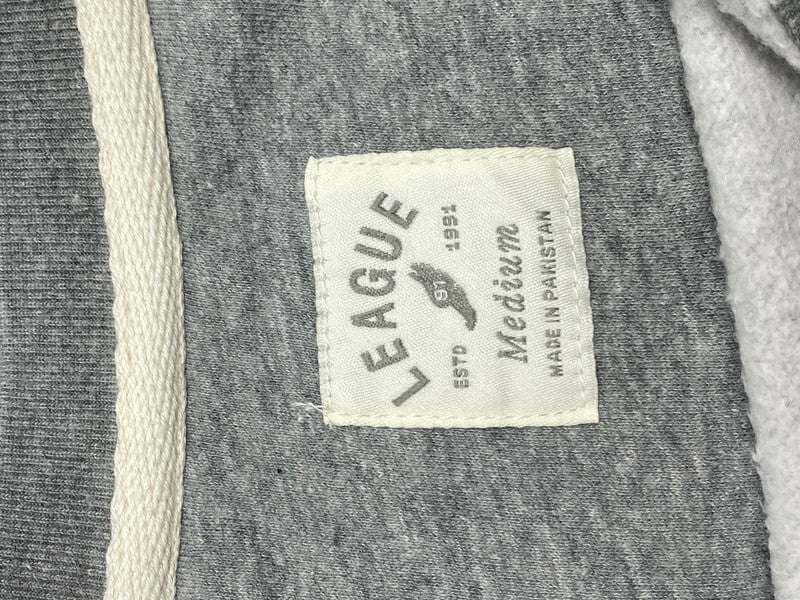 LEAGUE
ESTD 91 1991
Medium
MADE IN PAKISTAN